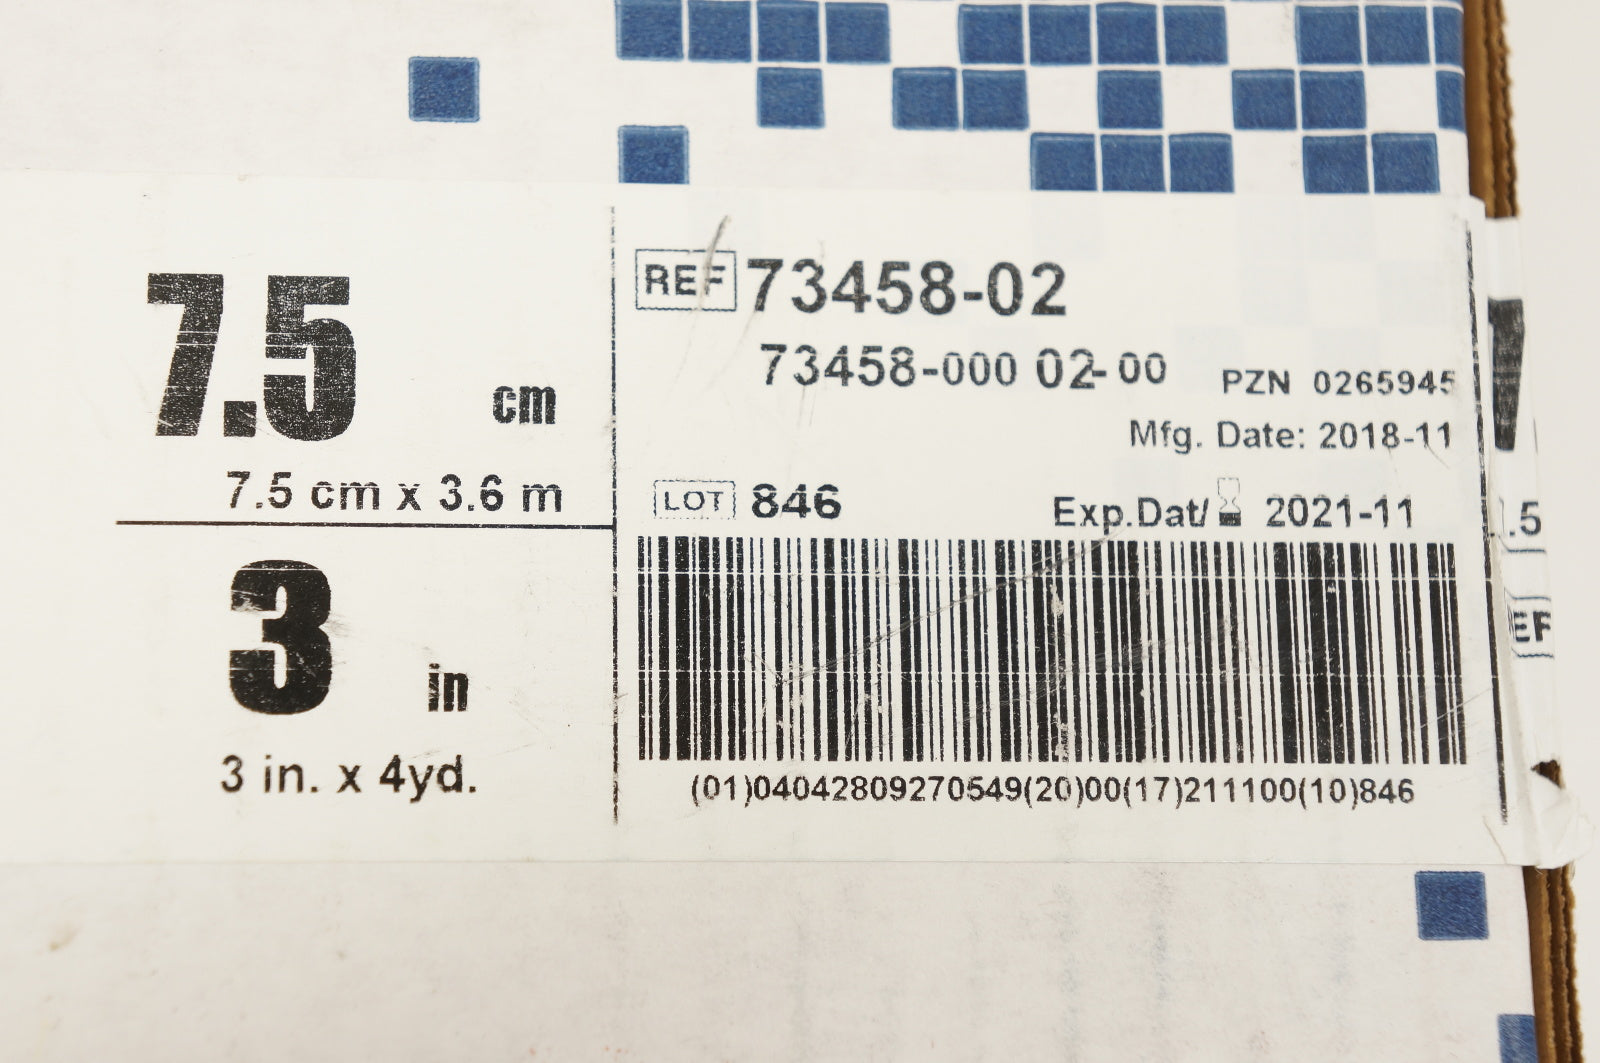 7.5 cm
7.5 cm x 3.6 m
3 in
3 in. x 4yd.
REF 73458-02
73458-000 02-00
PZN 0265945
Mfg. Date: 2018-11
LOT 846
Exp.Dat/ 2021-11
(01)04042809270549(20)00(17)211100(10)846
.5